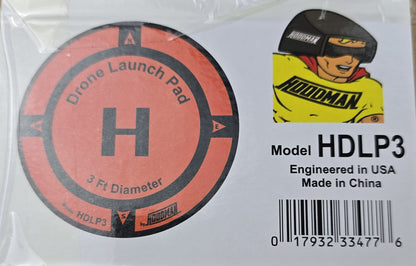 HOODMAN
HOODMAN
Drone Launch Pad
N
W
E
H
3 Ft Diameter
HDLP3
S
by HOODMAN
Model HDLP3
Engineered in USA
Made in China
0 17932 33477 6